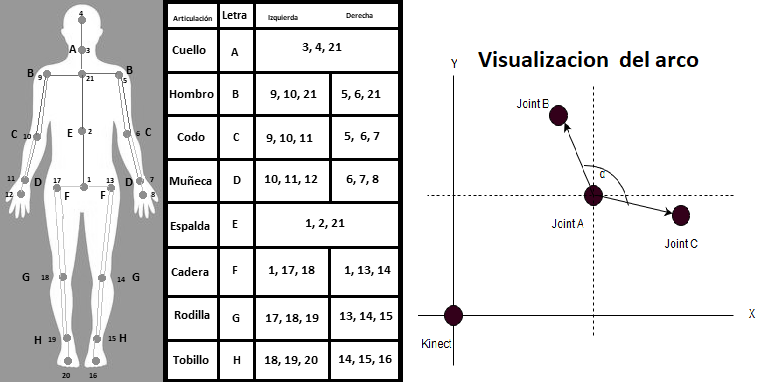 4
A 3
B B
9 21 5
C 10 E 2 6 C
11 D 17 1 13 D 7
12 F F 8
G 18 14 G
H 19 15 H
20 16
Articulación Letra Izquierda Derecha
Cuello A 3, 4, 21
Hombro B 9, 10, 21 5, 6, 21
Codo C 9, 10, 11 5, 6, 7
Muñeca D 10, 11, 12 6, 7, 8
Espalda E 1, 2, 21
Cadera F 1, 17, 18 1, 13, 14
Rodilla G 17, 18, 19 13, 14, 15
Tobillo H 18, 19, 20 14, 15, 16
Visualizacion del arco
Y
Joint B
Joint A
Joint C
X
Kinect